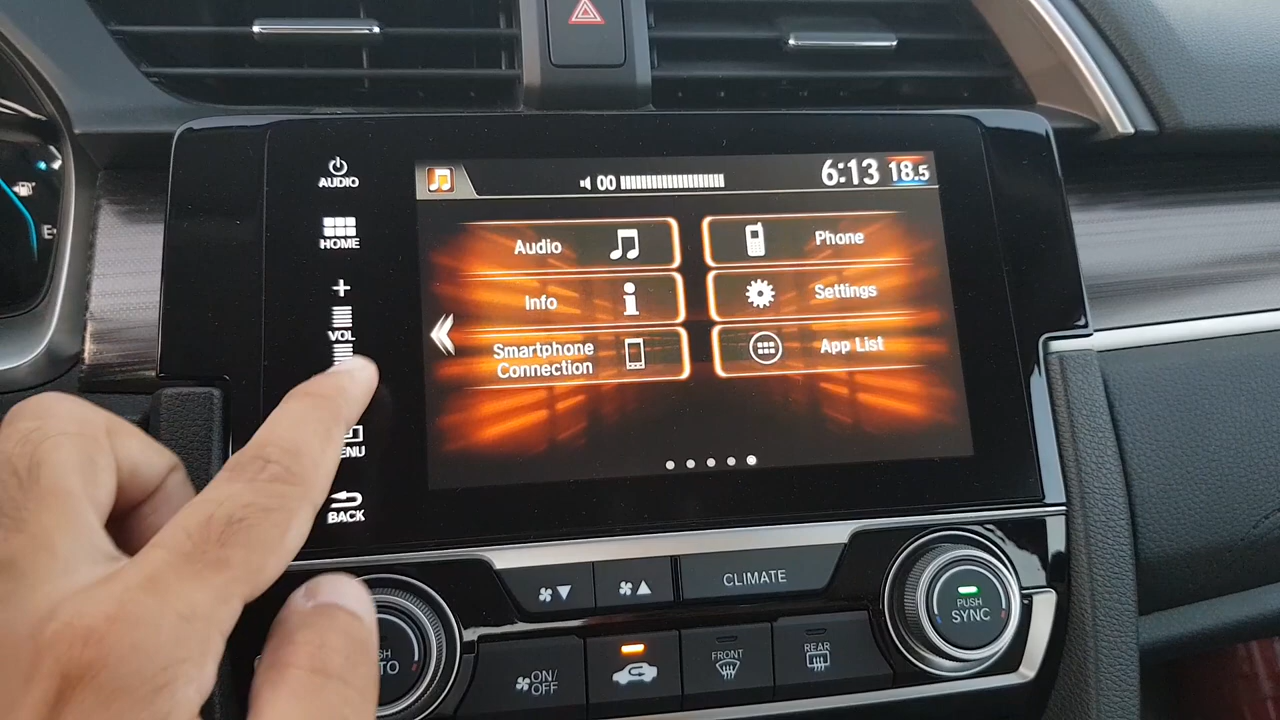 AUDIO
HOME
+
VOL
BACK
00
6:13 18.5
Audio
Phone
Info
Settings
Smartphone
Connection
App List
CLIMATE
ON/
OFF
FRONT
REAR
PUSH
SYNC
E